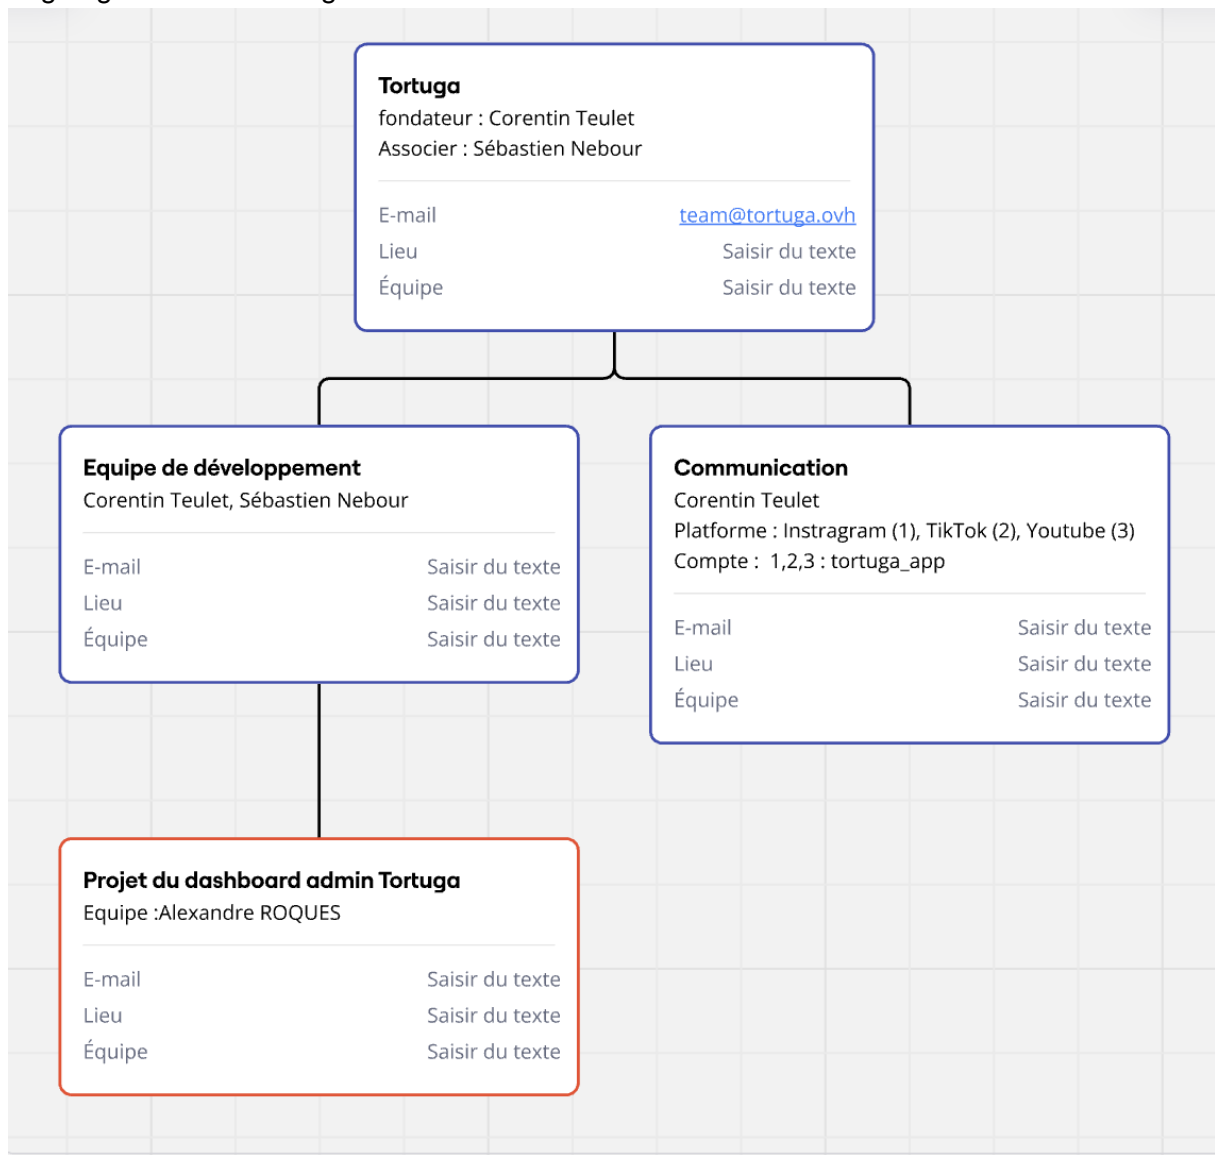 Tortuga
fondateur : Corentin Teulet
Associer : Sébastien Nebour
E-mail team@tortuga.ovh
Lieu Saisir du texte
Équipe Saisir du texte
Equipe de développement
Corentin Teulet, Sébastien Nebour
E-mail Saisir du texte
Lieu Saisir du texte
Équipe Saisir du texte
Communication
Corentin Teulet
Platforme : Instragram (1), TikTok (2), Youtube (3)
Compte :  1,2,3 : tortuga_app
E-mail Saisir du texte
Lieu Saisir du texte
Équipe Saisir du texte
Projet du dashboard admin Tortuga
Equipe :Alexandre ROQUES
E-mail Saisir du texte
Lieu Saisir du texte
Équipe Saisir du texte